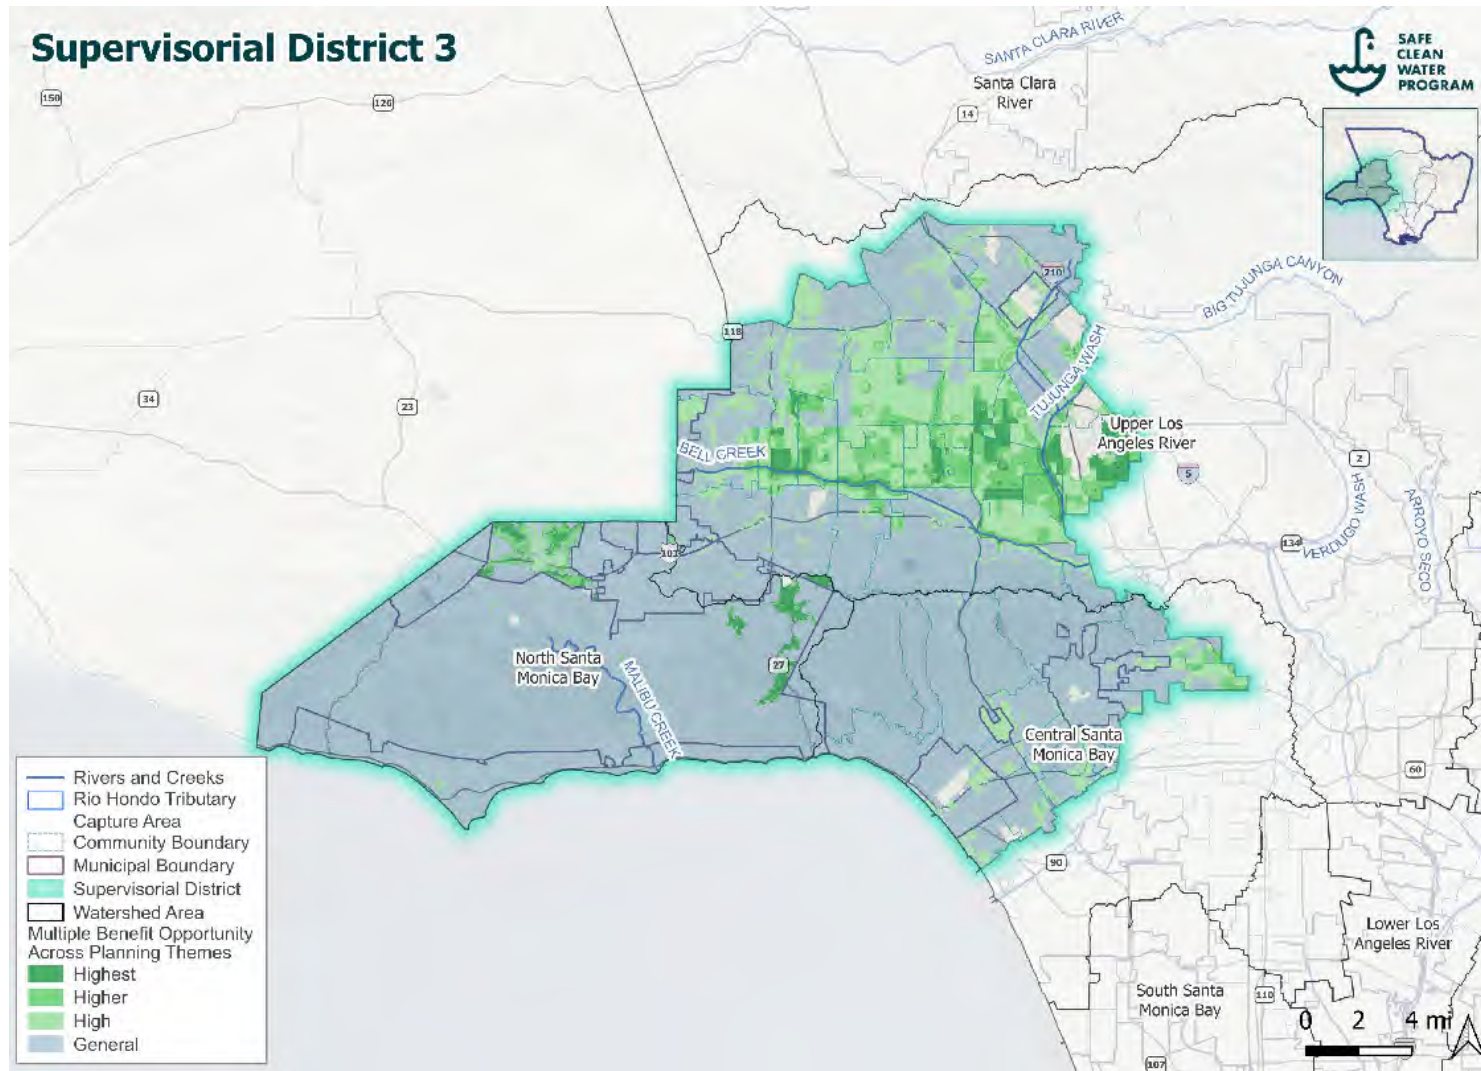 Supervisorial District 3
SAFE
CLEAN
WATER
PROGRAM
SANTA CLARA RIVER
Santa Clara
River
150
126
14
210
BIG TUJUNGA CANYON
118
TUJUNGA WASH
34
23
Upper Los
Angeles River
BELL CREEK
5
2
VERDUGO WASH
ARROYO SECO
134
101
North Santa
Monica Bay
MALIBU CREEK
27
Central Santa
Monica Bay
60
90
Rivers and Creeks
Rio Hondo Tributary
Capture Area
Community Boundary
Municipal Boundary
Supervisorial District
Watershed Area
Multiple Benefit Opportunity
Across Planning Themes
Highest
Higher
High
General
Lower Los
Angeles River
South Santa
Monica Bay
110
0 2 4 mi
107